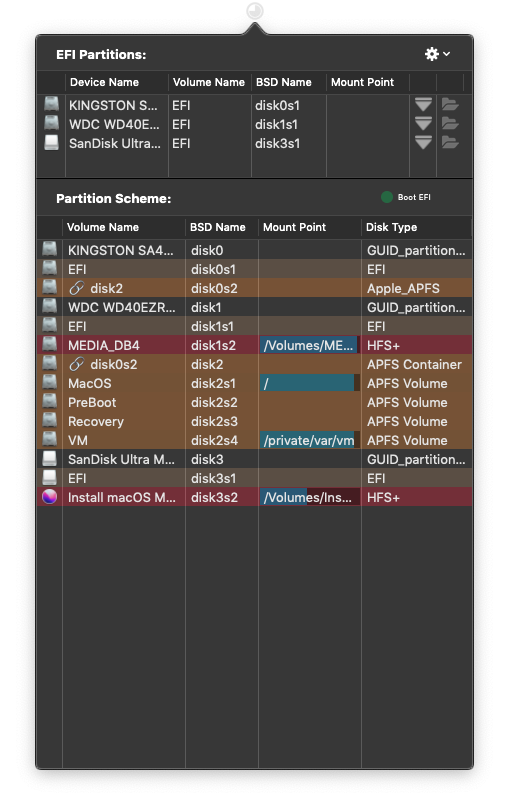 EFI Partitions:
Device Name Volume Name BSD Name Mount Point
KINGSTON S... EFI disk0s1
WDC WD40E... EFI disk1s1
SanDisk Ultra... EFI disk3s1
Partition Scheme: Boot EFI
Volume Name BSD Name Mount Point Disk Type
KINGSTON SA4... disk0 GUID_partition...
EFI disk0s1 EFI
disk2 disk0s2 Apple_APFS
WDC WD40EZR... disk1 GUID_partition...
EFI disk1s1 EFI
MEDIA_DB4 disk1s2 /Volumes/ME... HFS+
disk0s2 disk2 APFS Container
MacOS disk2s1 / APFS Volume
PreBoot disk2s2 APFS Volume
Recovery disk2s3 APFS Volume
VM disk2s4 /private/var/vm APFS Volume
SanDisk Ultra M... disk3 GUID_partition...
EFI disk3s1 EFI
Install macOS M... disk3s2 /Volumes/Ins... HFS+